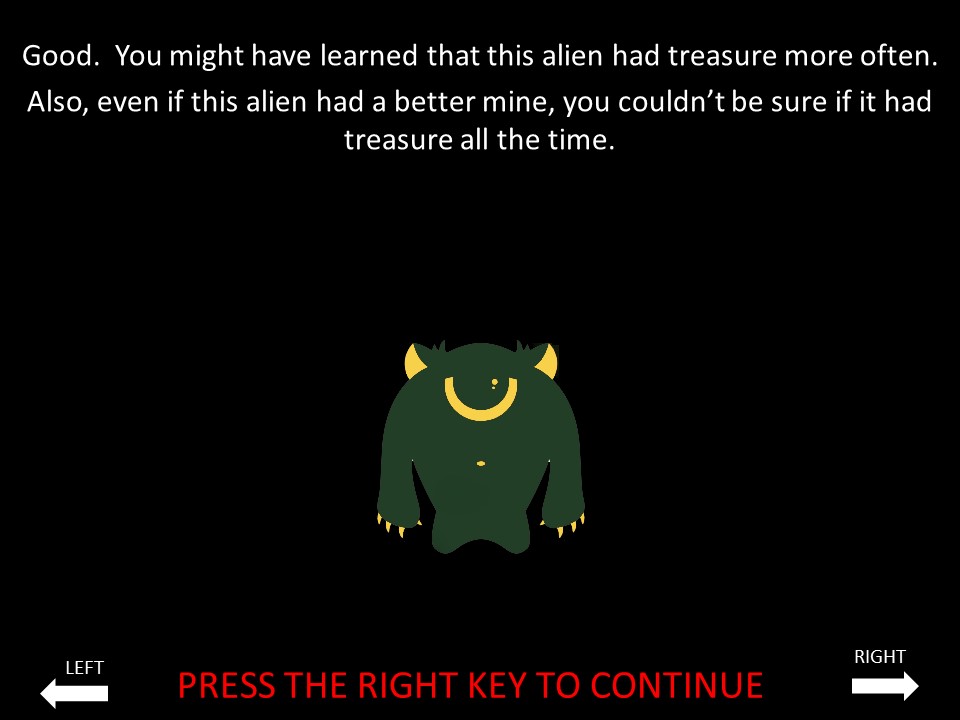 Good.  You might have learned that this alien had treasure more often.
Also, even if this alien had a better mine, you couldn’t be sure if it had
treasure all the time.
RIGHT
LEFT
PRESS THE RIGHT KEY TO CONTINUE